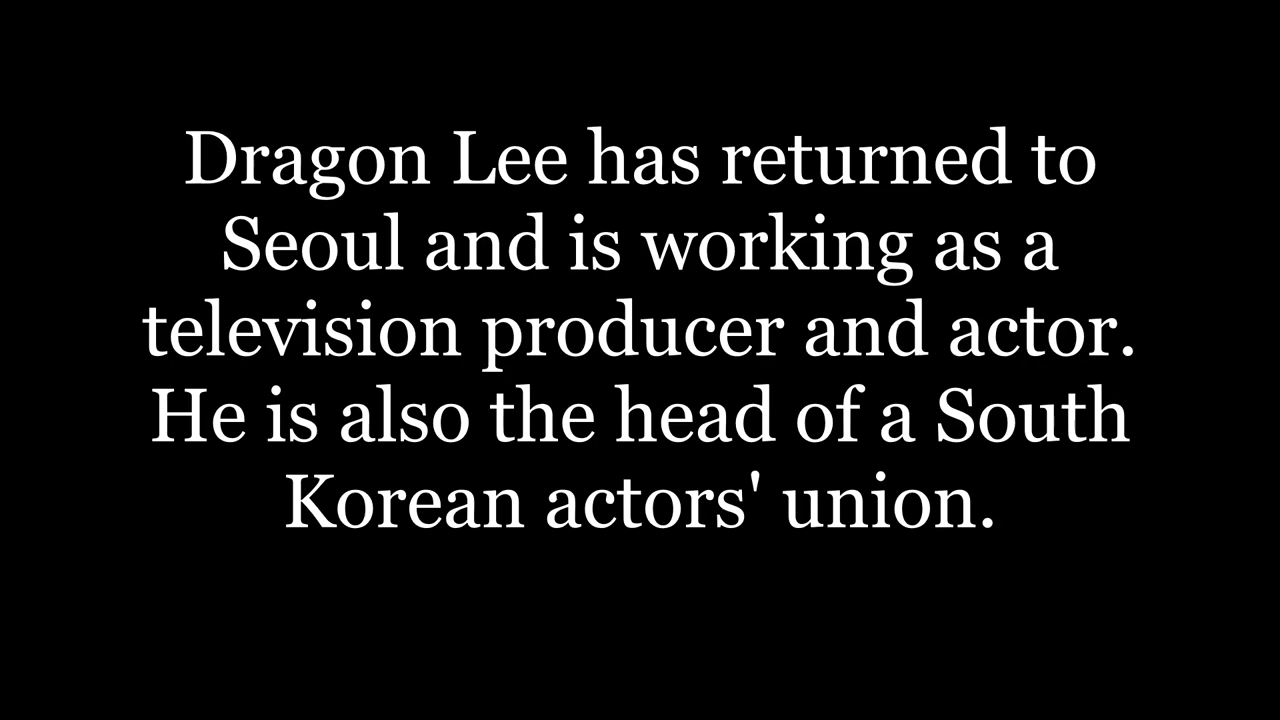 Dragon Lee has returned to
Seoul and is working as a
television producer and actor.
He is also the head of a South
Korean actors' union.